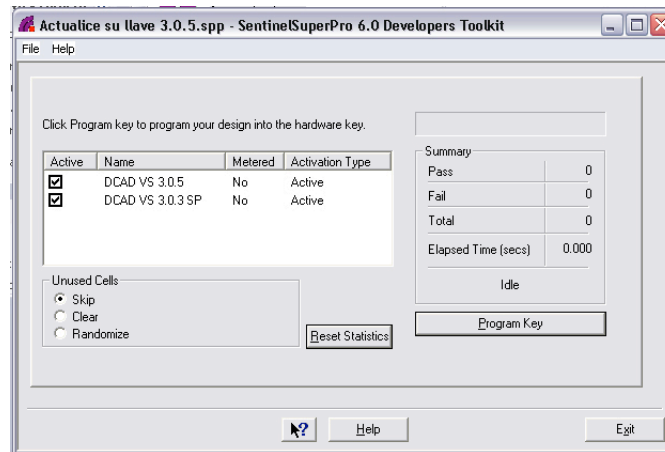 Actualice su llave 3.0.5.spp - SentinelSuperPro 6.0 Developers Toolkit
File Help
Click Program key to program your design into the hardware key.
Active Name Metered Activation Type
DCAD VS 3.0.5 No Active
DCAD VS 3.0.3 SP No Active
Unused Cells
Skip
Clear
Randomize
Reset Statistics
Summary
Pass 0
Fail 0
Total 0
Elapsed Time (secs) 0.000
Idle
Program Key
Help
Exit